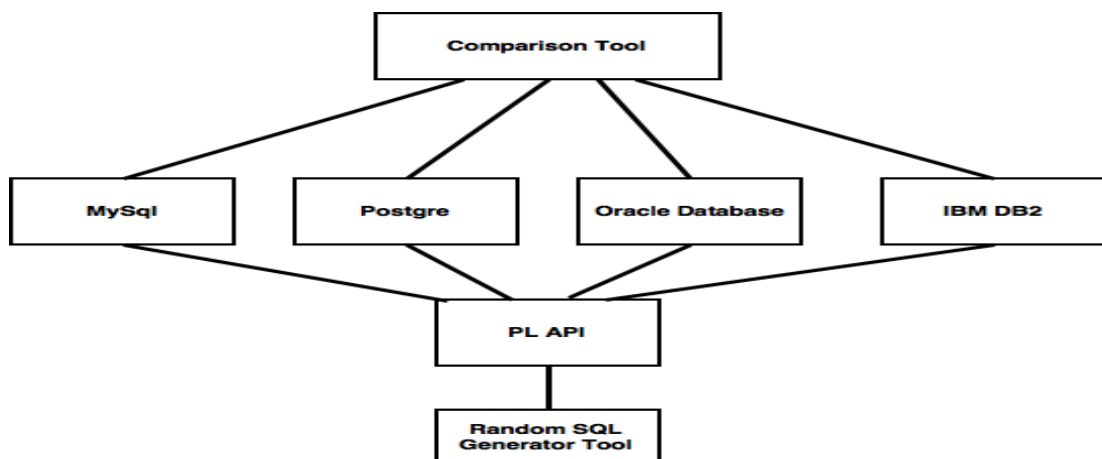 Comparison Tool
MySql
Postgre
Oracle Database
IBM DB2
PL API
Random SQL
Generator Tool